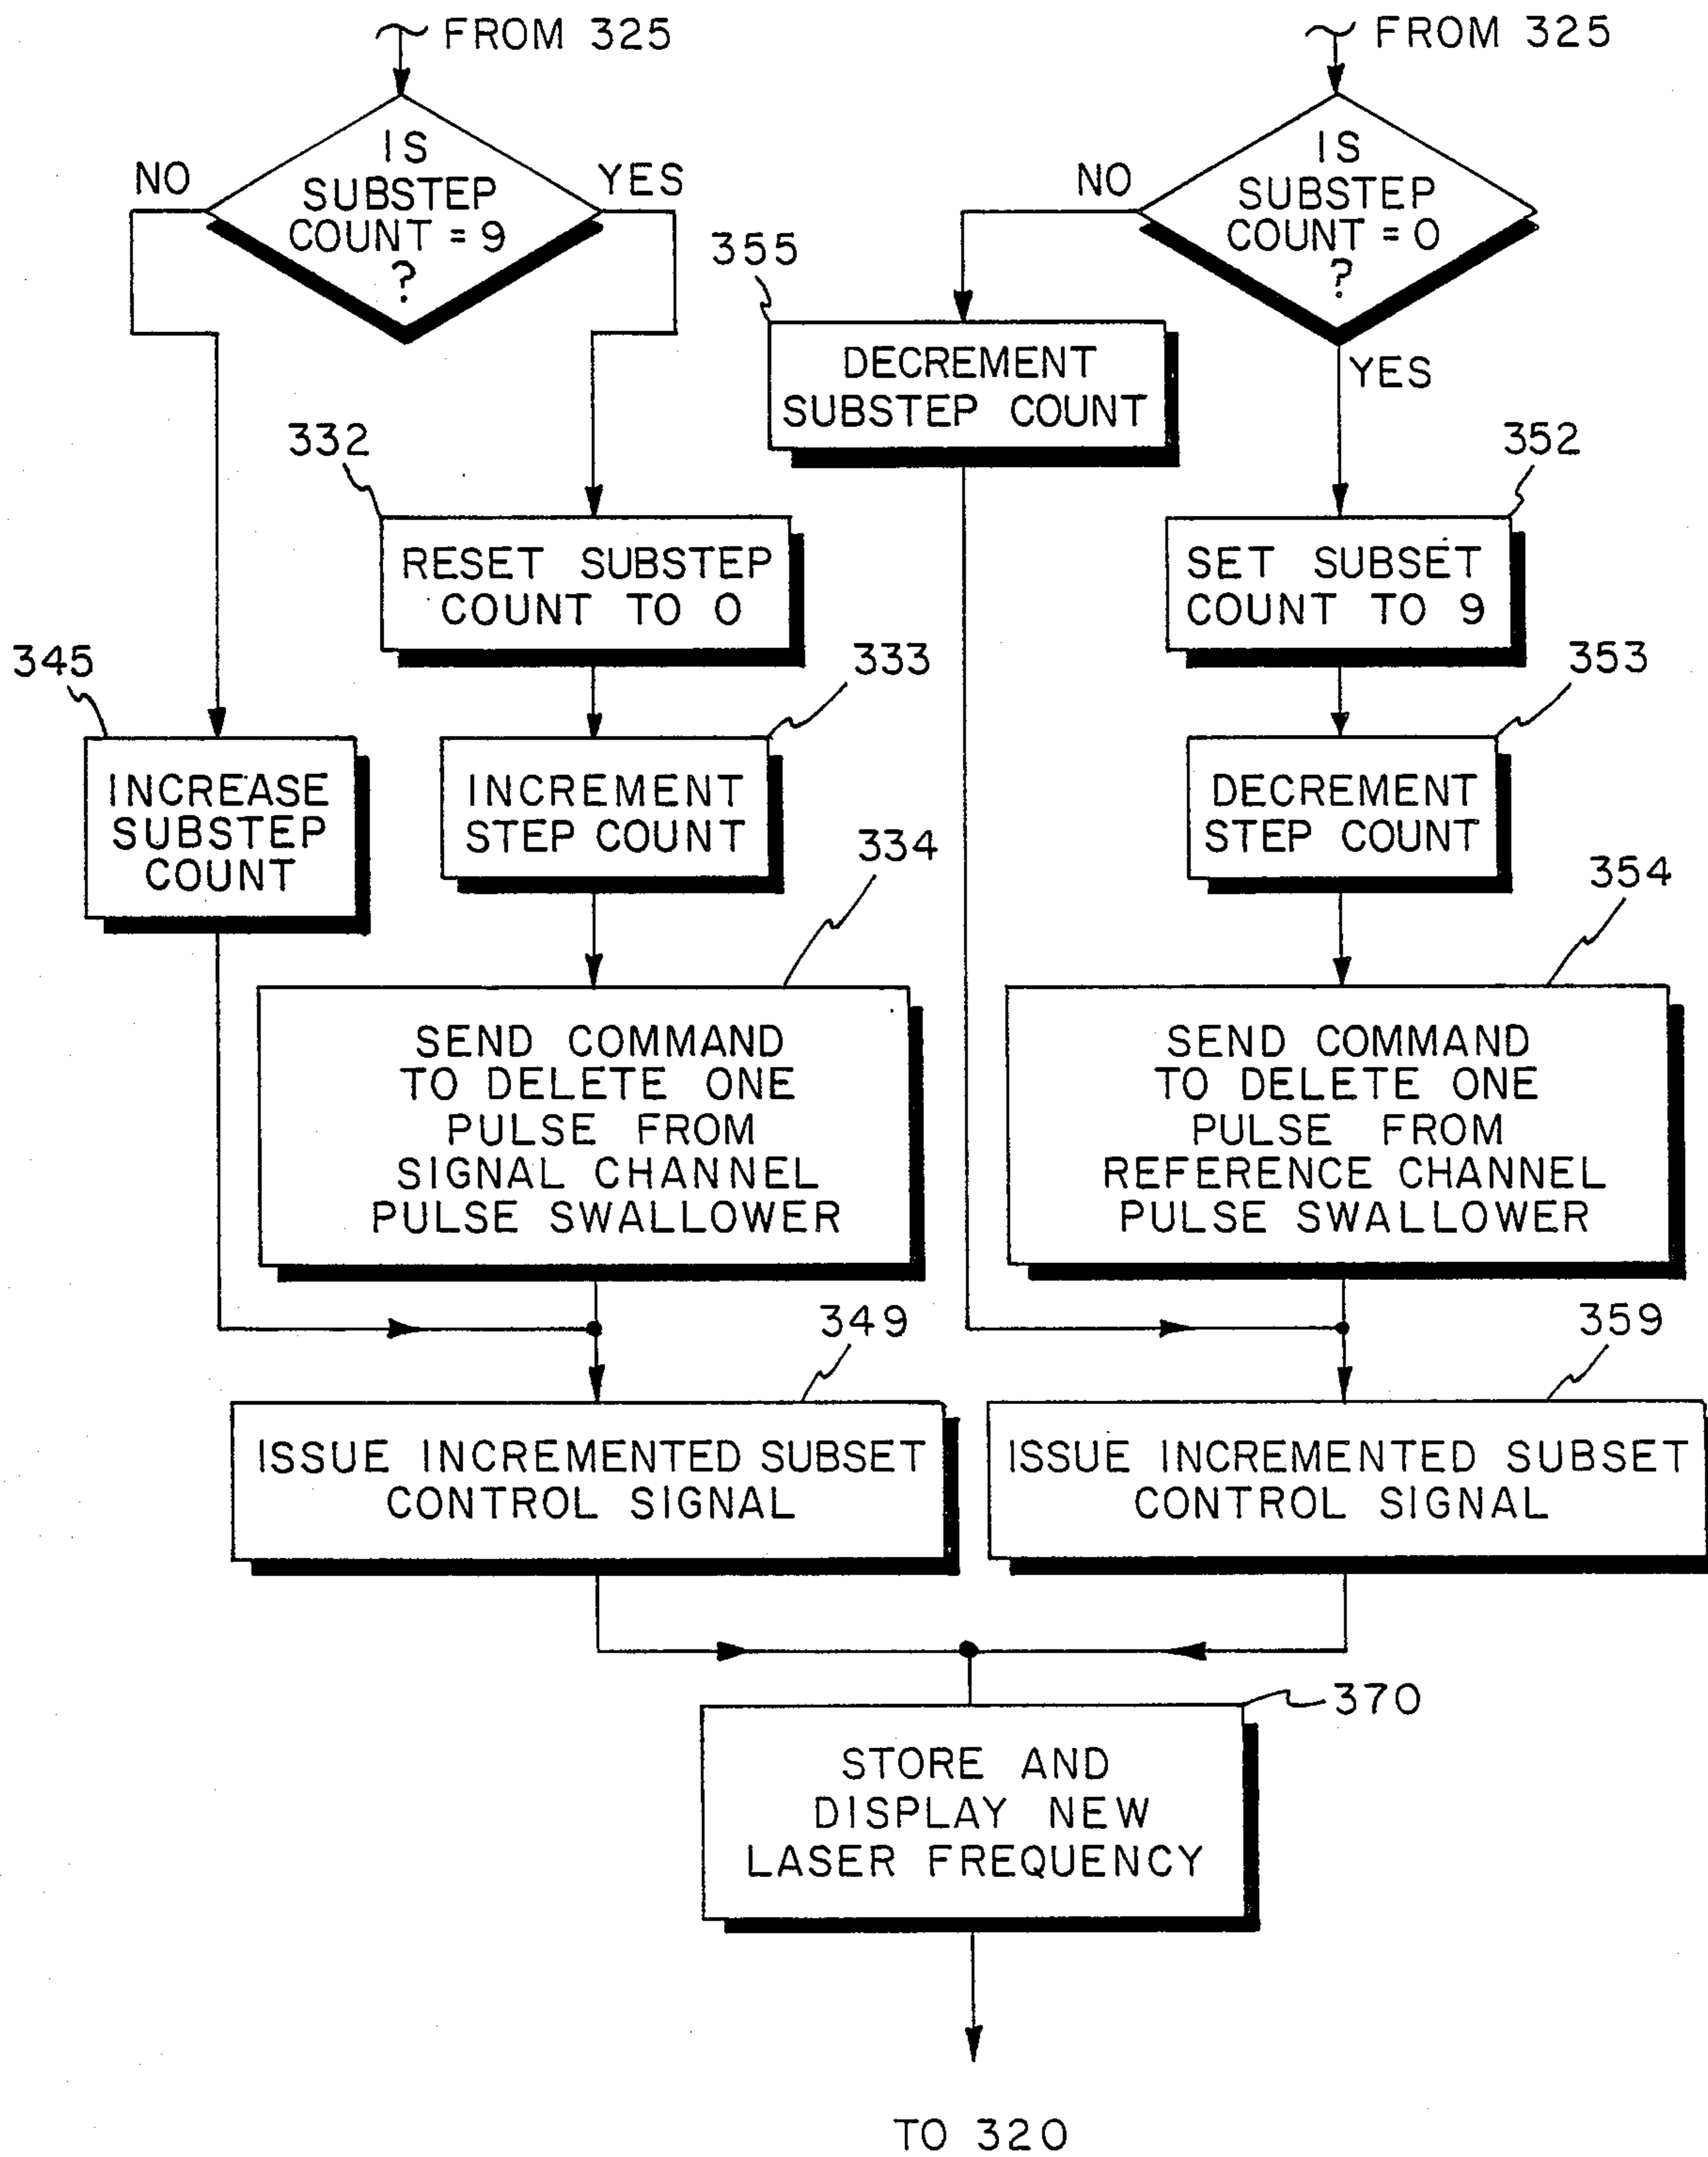 FROM 325
FROM 325
IS
SUBSTEP
COUNT = 9
?
NO
YES
IS
SUBSTEP
COUNT = 0
?
NO
YES
355
DECREMENT
SUBSTEP COUNT
332
RESET SUBSTEP
COUNT TO 0
352
SET SUBSET
COUNT TO 9
345
INCREASE
SUBSTEP
COUNT
333
INCREMENT
STEP COUNT
353
DECREMENT
STEP COUNT
334
SEND COMMAND
TO DELETE ONE
PULSE FROM
SIGNAL CHANNEL
PULSE SWALLOWER
354
SEND COMMAND
TO DELETE ONE
PULSE FROM
REFERENCE CHANNEL
PULSE SWALLOWER
349
ISSUE INCREMENTED SUBSET
CONTROL SIGNAL
359
ISSUE INCREMENTED SUBSET
CONTROL SIGNAL
370
STORE AND
DISPLAY NEW
LASER FREQUENCY
TO 320